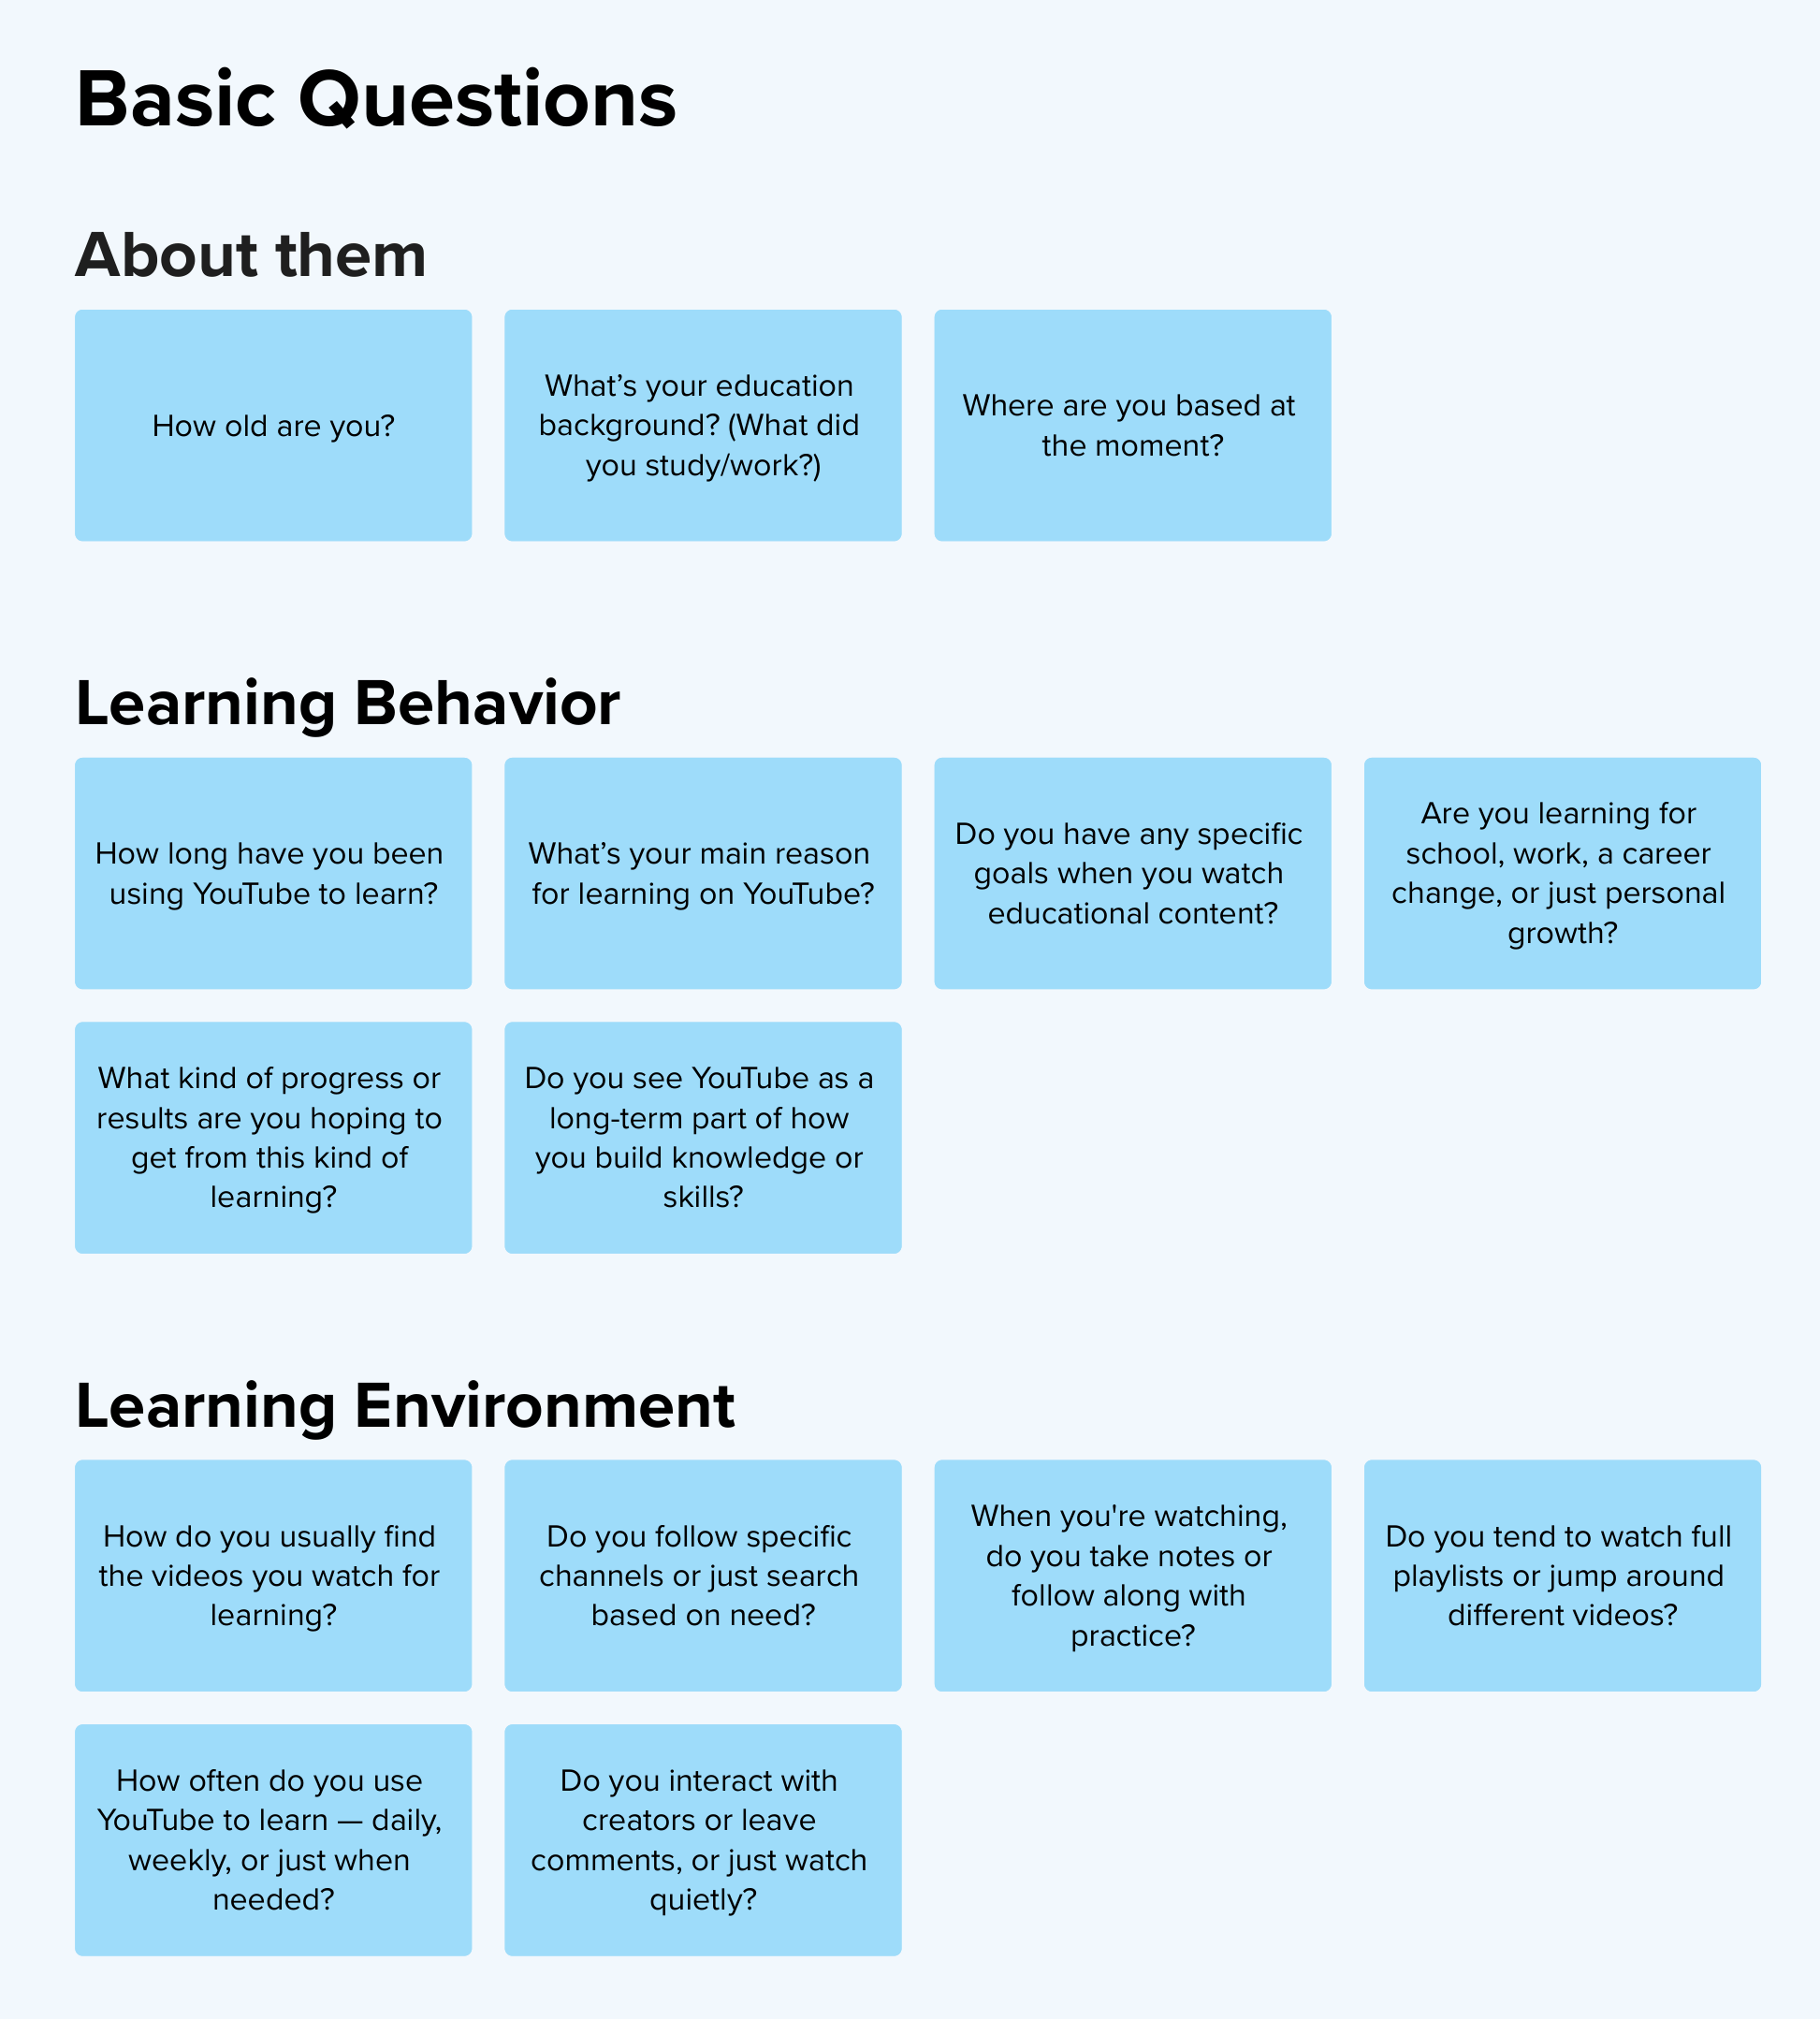 Basic Questions
About them
How old are you?
What’s your education
background? (What did
you study/work?)
Where are you based at
the moment?
Learning Behavior
How long have you been
using YouTube to learn?
What’s your main reason
for learning on YouTube?
Do you have any specific
goals when you watch
educational content?
Are you learning for
school, work, a career
change, or just personal
growth?
What kind of progress or
results are you hoping to
get from this kind of
learning?
Do you see YouTube as a
long-term part of how
you build knowledge or
skills?
Learning Environment
How do you usually find
the videos you watch for
learning?
Do you follow specific
channels or just search
based on need?
When you're watching,
do you take notes or
follow along with
practice?
Do you tend to watch full
playlists or jump around
different videos?
How often do you use
YouTube to learn — daily,
weekly, or just when
needed?
Do you interact with
creators or leave
comments, or just watch
quietly?